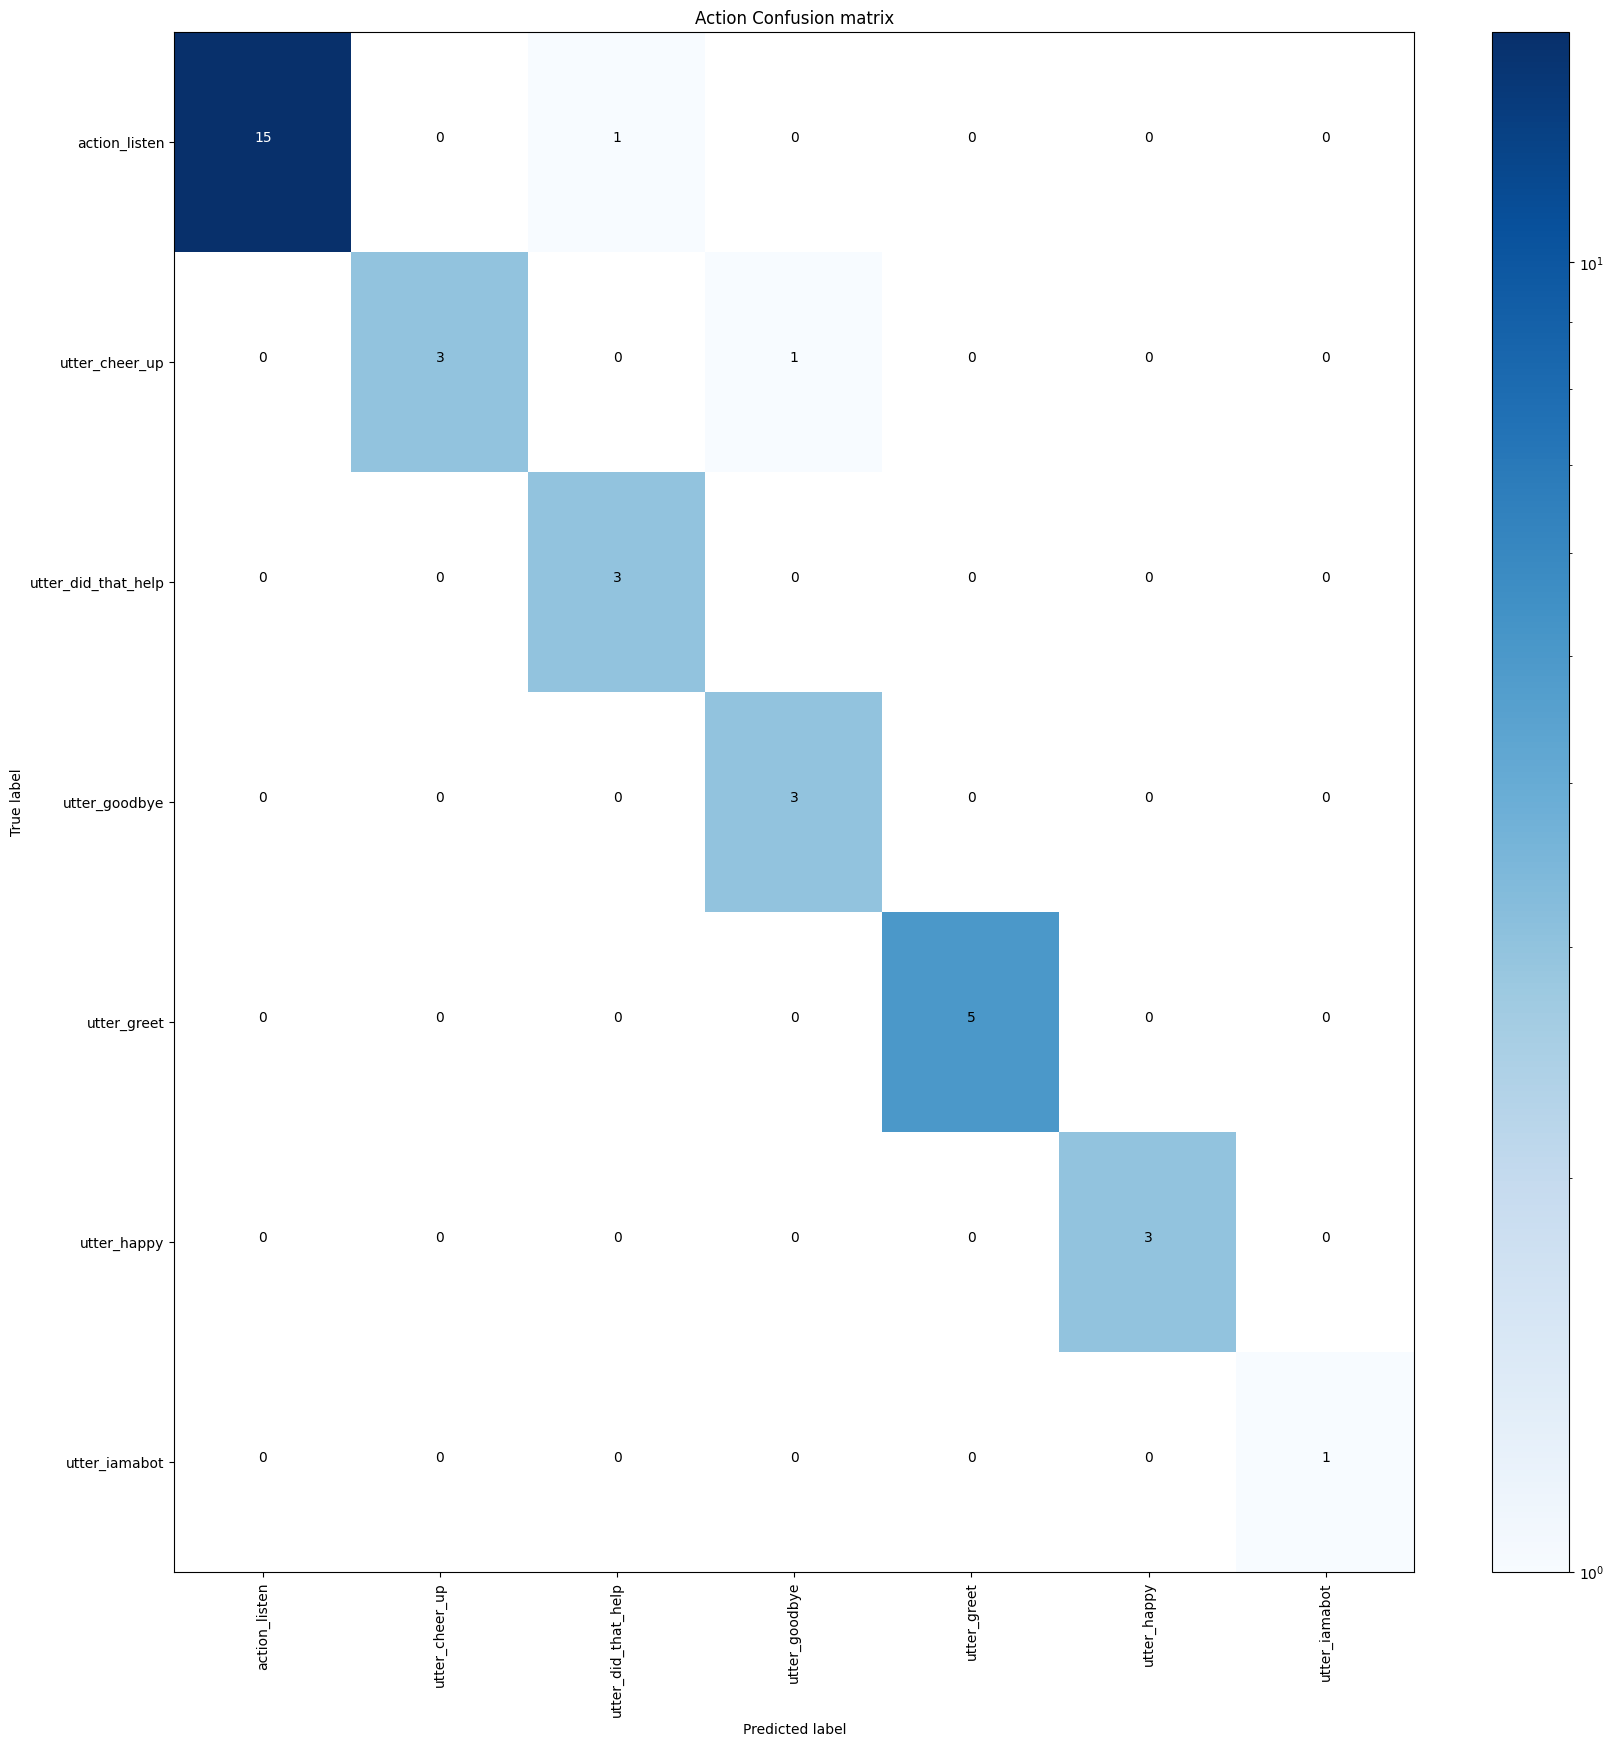 Action Confusion matrix
action_listen 15 0 1 0 0 0 0
utter_cheer_up 0 3 0 1 0 0 0
utter_did_that_help 0 0 3 0 0 0 0
utter_goodbye 0 0 0 3 0 0 0
utter_greet 0 0 0 0 5 0 0
utter_happy 0 0 0 0 0 3 0
utter_iamabot 0 0 0 0 0 0 1
True label
action_listen
utter_cheer_up
utter_did_that_help
utter_goodbye
utter_greet
utter_happy
utter_iamabot
Predicted label
10¹
10⁰